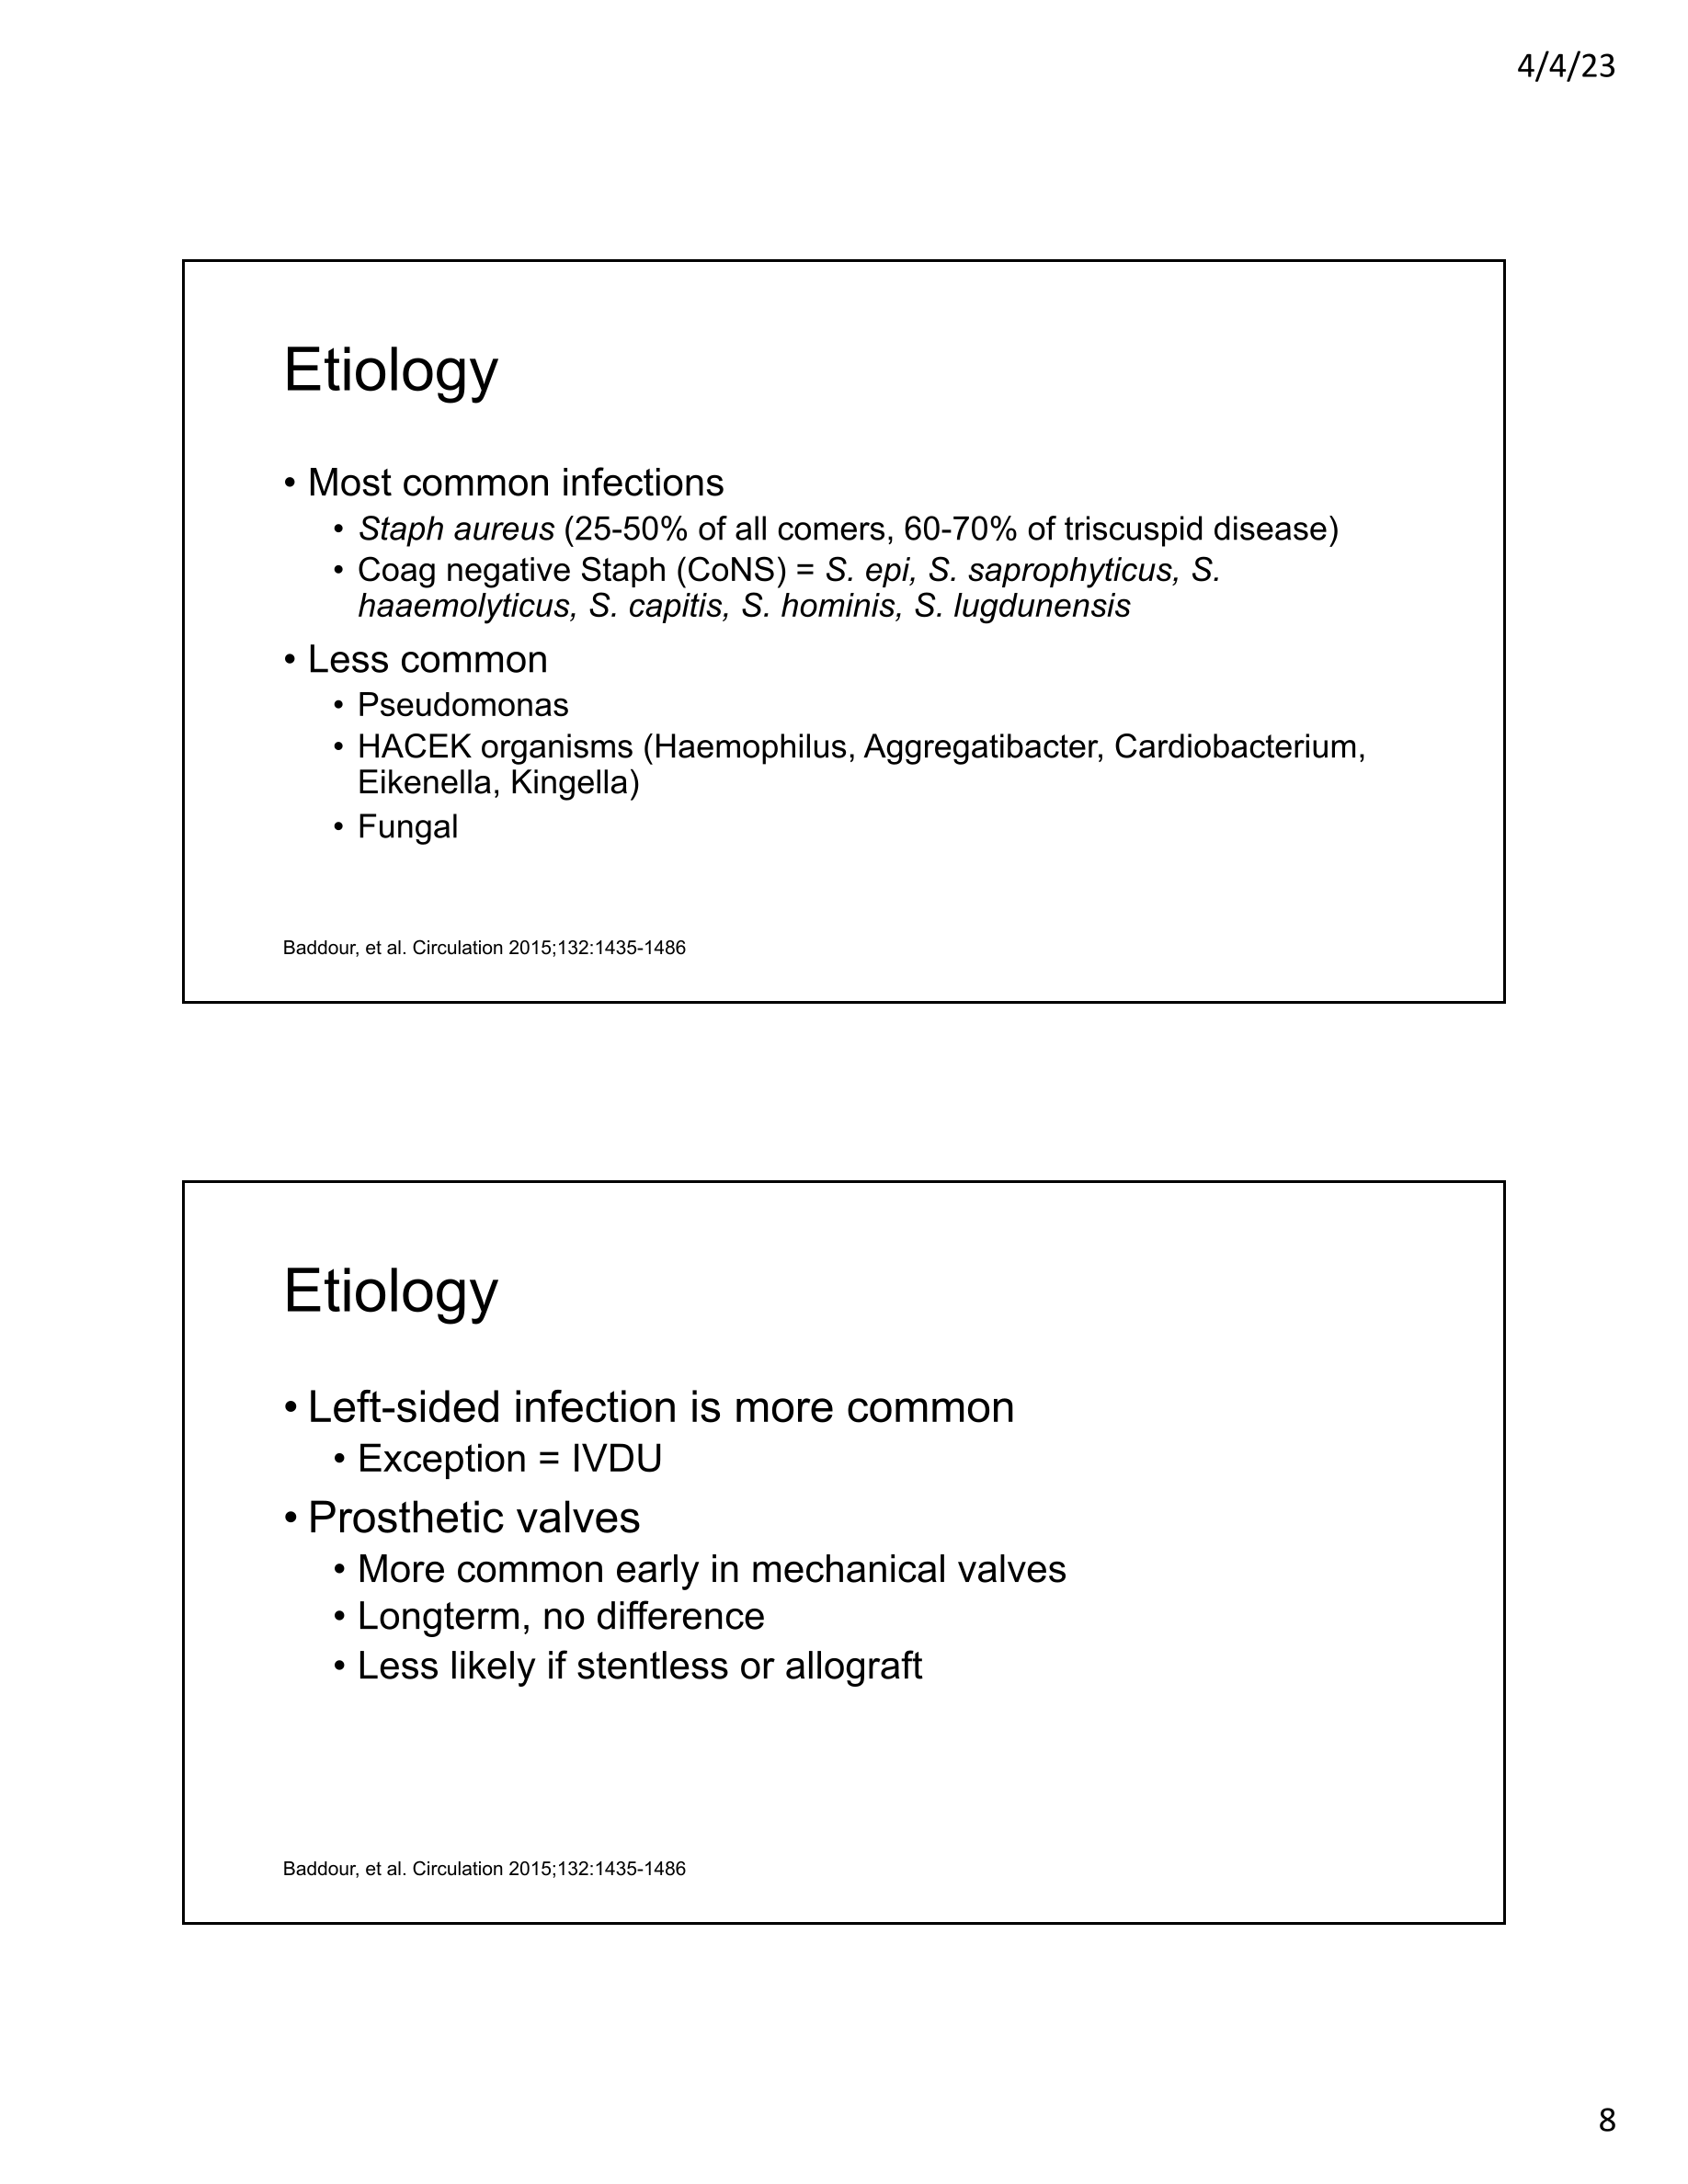 4/4/23
Etiology
• Most common infections
• Staph aureus (25-50% of all comers, 60-70% of triscuspid disease)
• Coag negative Staph (CoNS) = S. epi, S. saprophyticus, S.
haaemolyticus, S. capitis, S. hominis, S. lugdunensis
• Less common
• Pseudomonas
• HACEK organisms (Haemophilus, Aggregatibacter, Cardiobacterium,
Eikenella, Kingella)
• Fungal
Baddour, et al. Circulation 2015;132:1435-1486
Etiology
• Left-sided infection is more common
• Exception = IVDU
• Prosthetic valves
• More common early in mechanical valves
• Longterm, no difference
• Less likely if stentless or allograft
Baddour, et al. Circulation 2015;132:1435-1486
8